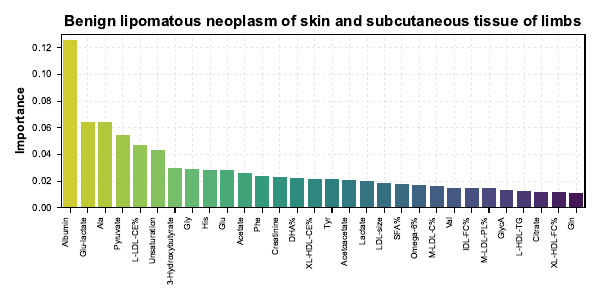 Benign lipomatous neoplasm of skin and subcutaneous tissue of limbs
Importance
0.12
0.10
0.08
0.06
0.04
0.02
0.00
Albumin
Glu-lactate
Ala
Pyruvate
L-LDL-CE%
Unsaturation
3-Hydroxybutyrate
Gly
His
Glu
Acetate
Phe
Creatinine
DHA%
XL-HDL-CE%
Tyr
Acetoacetate
Lactate
LDL-size
SFA%
Omega-6%
M-LDL-C%
Val
IDL-FC%
M-LDL-PL%
GlycA
L-HDL-TG
Citrate
XL-HDL-FC%
Gln